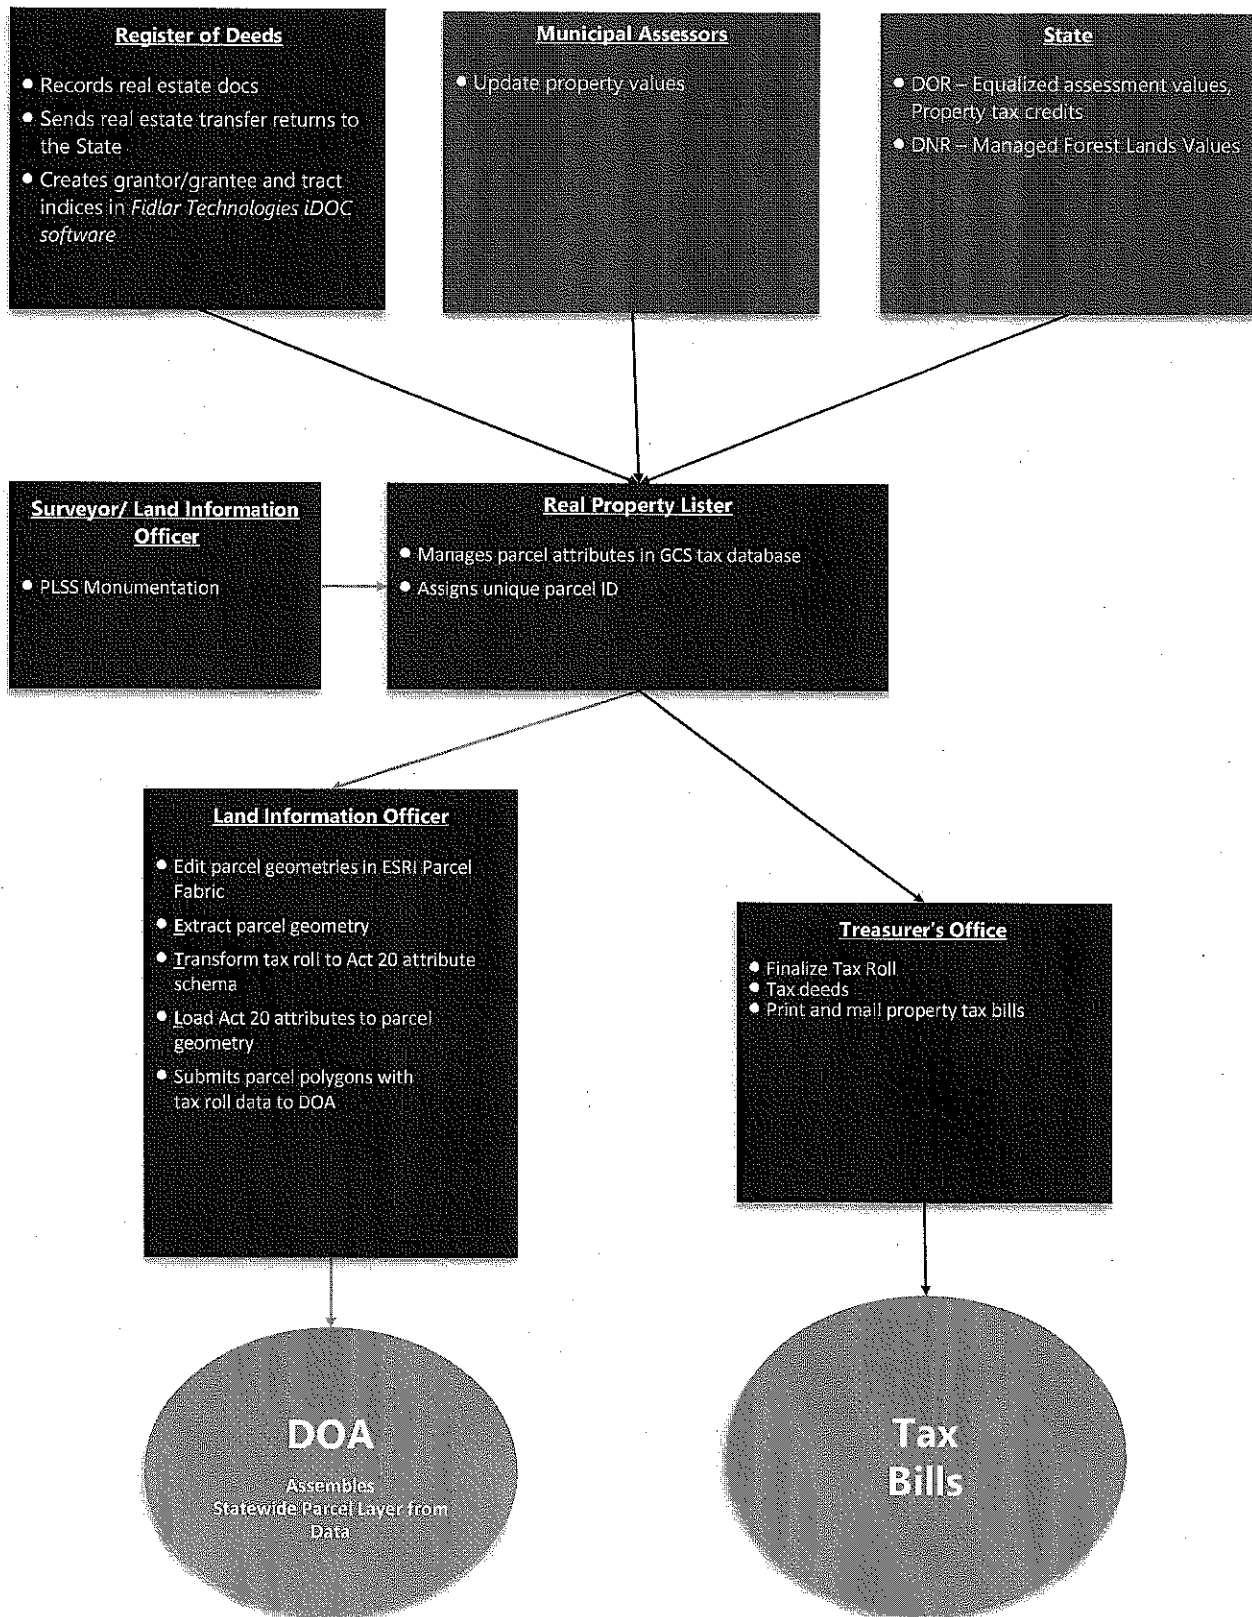 Register of Deeds
● Records real estate docs
● Sends real estate transfer returns to
the State
● Creates grantor/grantee and tract
indices in Fidlar Technologies iDOC
software
Municipal Assessors
● Update property values
State
● DOR – Equalized assessment values,
Property tax credits
● DNR – Managed Forest Lands Values
Surveyor/ Land Information
Officer
● PLSS Monumentation
Real Property Lister
● Manages parcel attributes in GCS tax database
● Assigns unique parcel ID
Land Information Officer
● Edit parcel geometries in ESRI Parcel
Fabric
● Extract parcel geometry
● Transform tax roll to Act 20 attribute
schema
● Load Act 20 attributes to parcel
geometry
● Submits parcel polygons with
tax roll data to DOA
Treasurer's Office
● Finalize Tax Roll
● Tax deeds
● Print and mail property tax bills
DOA
Assembles
Statewide Parcel Layer from
Data
Tax
Bills